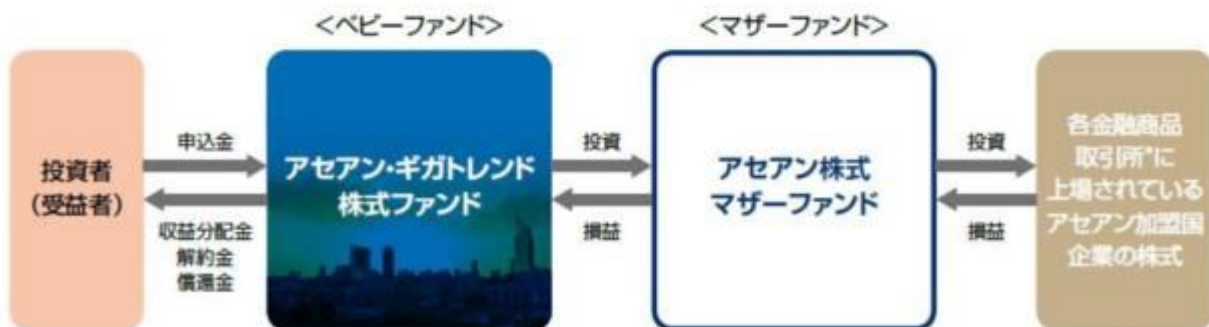 <ベビーファンド>
<マザーファンド>
投資者
（受益者）
申込金
収益分配金
解約金
償還金
アセアン・ギガトレンド
株式ファンド
投資
損益
アセアン株式
マザーファンド
投資
損益
各金融商品
取引所*に
上場されている
アセアン加盟国
企業の株式